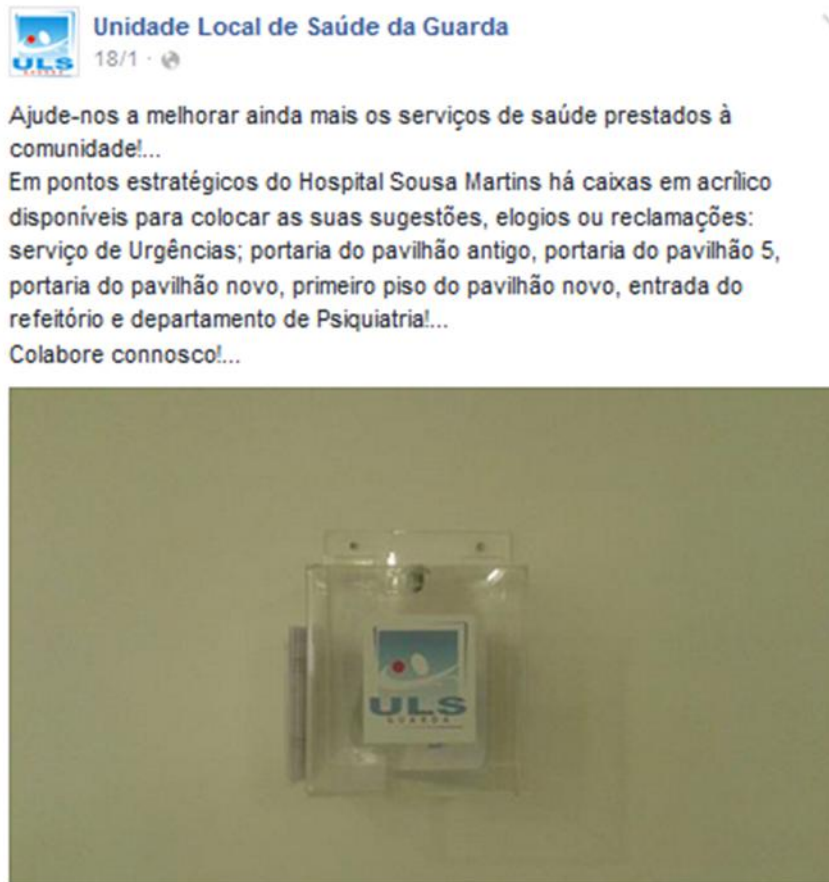 Unidade Local de Saúde da Guarda
ULS
GUARDA
18/1 ·
Ajude-nos a melhorar ainda mais os serviços de saúde prestados à
comunidade!...
Em pontos estratégicos do Hospital Sousa Martins há caixas em acrílico
disponíveis para colocar as suas sugestões, elogios ou reclamações:
serviço de Urgências; portaria do pavilhão antigo, portaria do pavilhão 5,
portaria do pavilhão novo, primeiro piso do pavilhão novo, entrada do
refeitório e departamento de Psiquiatria!...
Colabore connosco!...
ULS
GUARDA